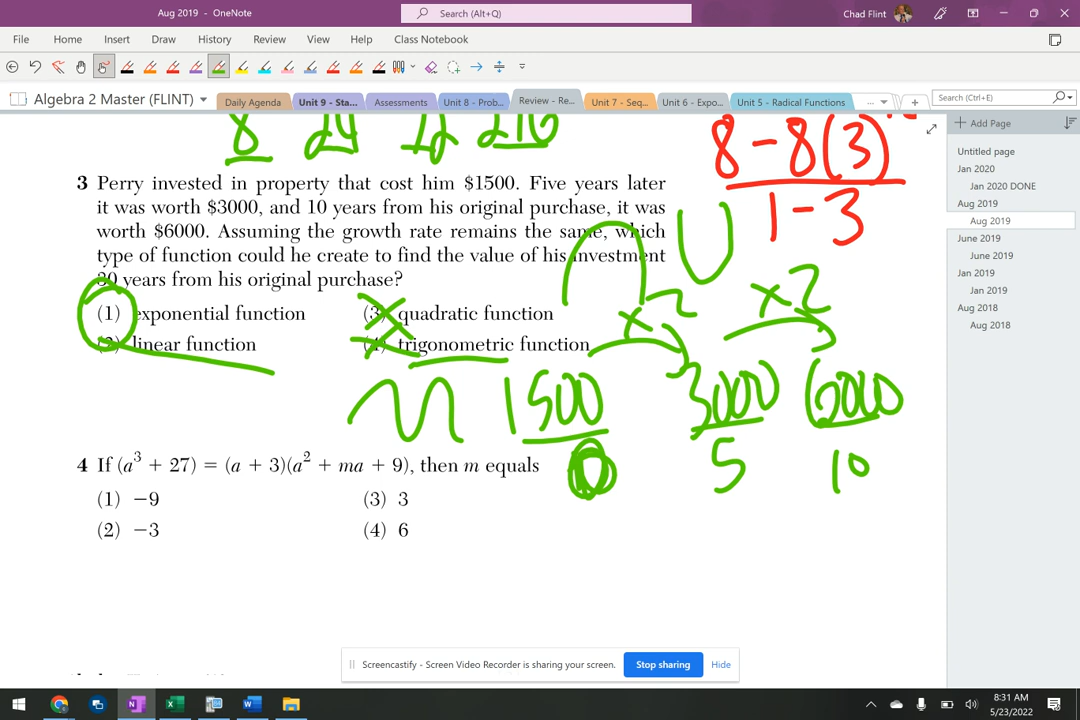 Aug 2019 - OneNote
Search (Alt+Q)
Chad Flint
File Home Insert Draw History Review View Help Class Notebook
Algebra 2 Master (FLINT)
Daily Agenda Unit 9 - Sta... Assessments Unit 8 - Prob... Review - Re... Unit 7 - Seq... Unit 6 - Expo... Unit 5 - Radical Functions ...
Search (Ctrl+E)
Add Page
Untitled page
Jan 2020
Jan 2020 DONE
Aug 2019
Aug 2019
June 2019
June 2019
Jan 2019
Jan 2019
Aug 2018
Aug 2018
8 24 72 216
8 - 8(3)
1 - 3
3 Perry invested in property that cost him $1500. Five years later
it was worth $3000, and 10 years from his original purchase, it was
worth $6000. Assuming the growth rate remains the same, which
type of function could he create to find the value of his investment
30 years from his original purchase?
(1) exponential function (3) quadratic function
(2) linear function (4) trigonometric function
×2 ×2
1500 3000 6000
0 5 10
4 If (a³ + 27) = (a + 3)(a² + ma + 9), then m equals
(1) −9 (3) 3
(2) −3 (4) 6
Screencastify - Screen Video Recorder is sharing your screen. Stop sharing Hide
8:31 AM
5/23/2022